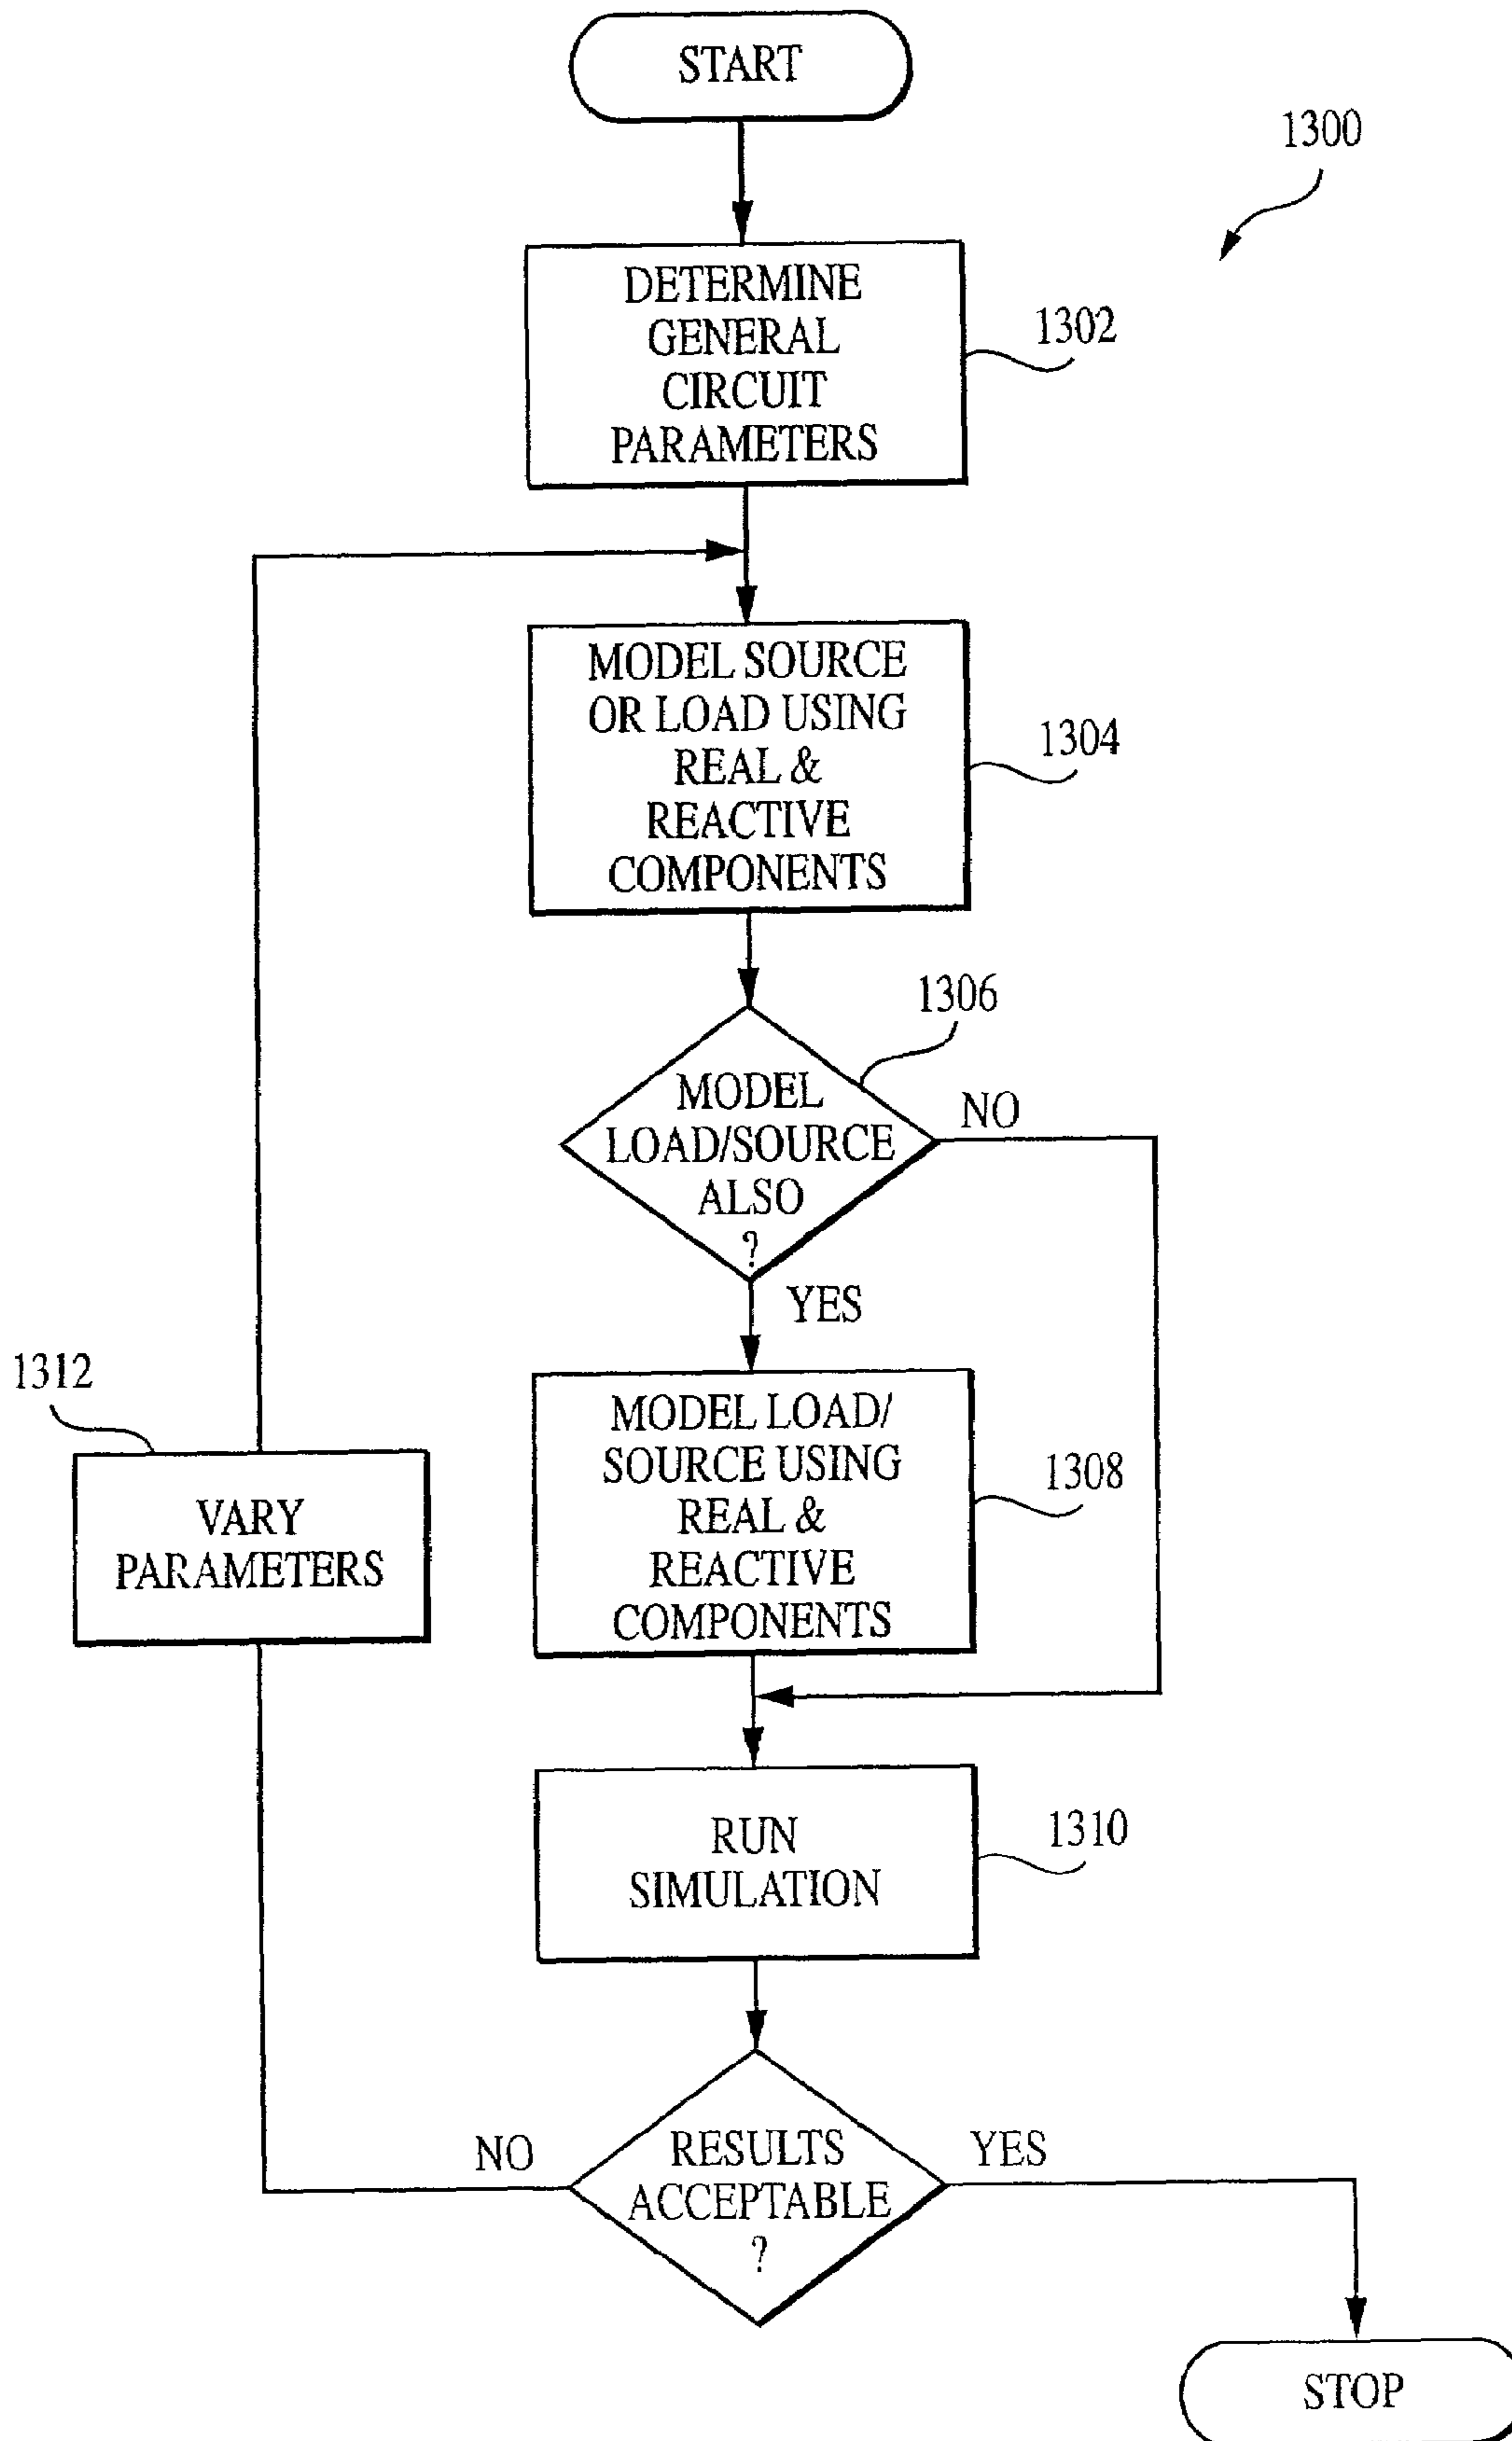 START
1300
DETERMINE
GENERAL
CIRCUIT
PARAMETERS
1302
MODEL SOURCE
OR LOAD USING
REAL &
REACTIVE
COMPONENTS
1304
1306
MODEL
LOAD/SOURCE
ALSO
?
NO
YES
1312
VARY
PARAMETERS
MODEL LOAD/
SOURCE USING
REAL &
REACTIVE
COMPONENTS
1308
RUN
SIMULATION
1310
NO
RESULTS
ACCEPTABLE
?
YES
STOP